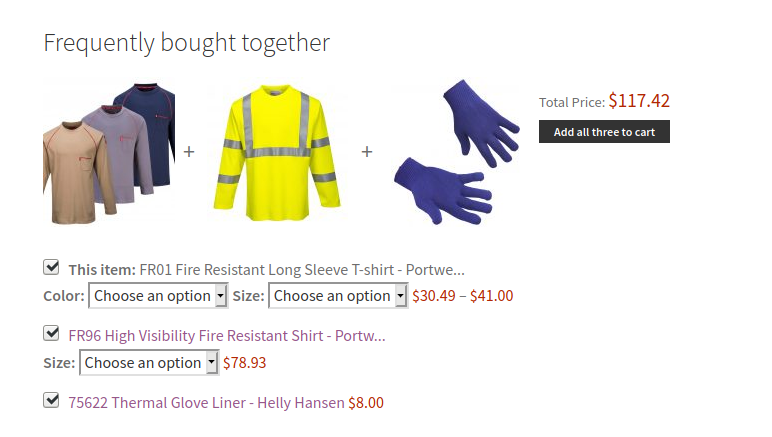 Frequently bought together
+
+
Total Price: $117.42
Add all three to cart
This item: FR01 Fire Resistant Long Sleeve T-shirt - Portwe...
Color: Choose an option Size: Choose an option $30.49 – $41.00
FR96 High Visibility Fire Resistant Shirt - Portw...
Size: Choose an option $78.93
75622 Thermal Glove Liner - Helly Hansen $8.00